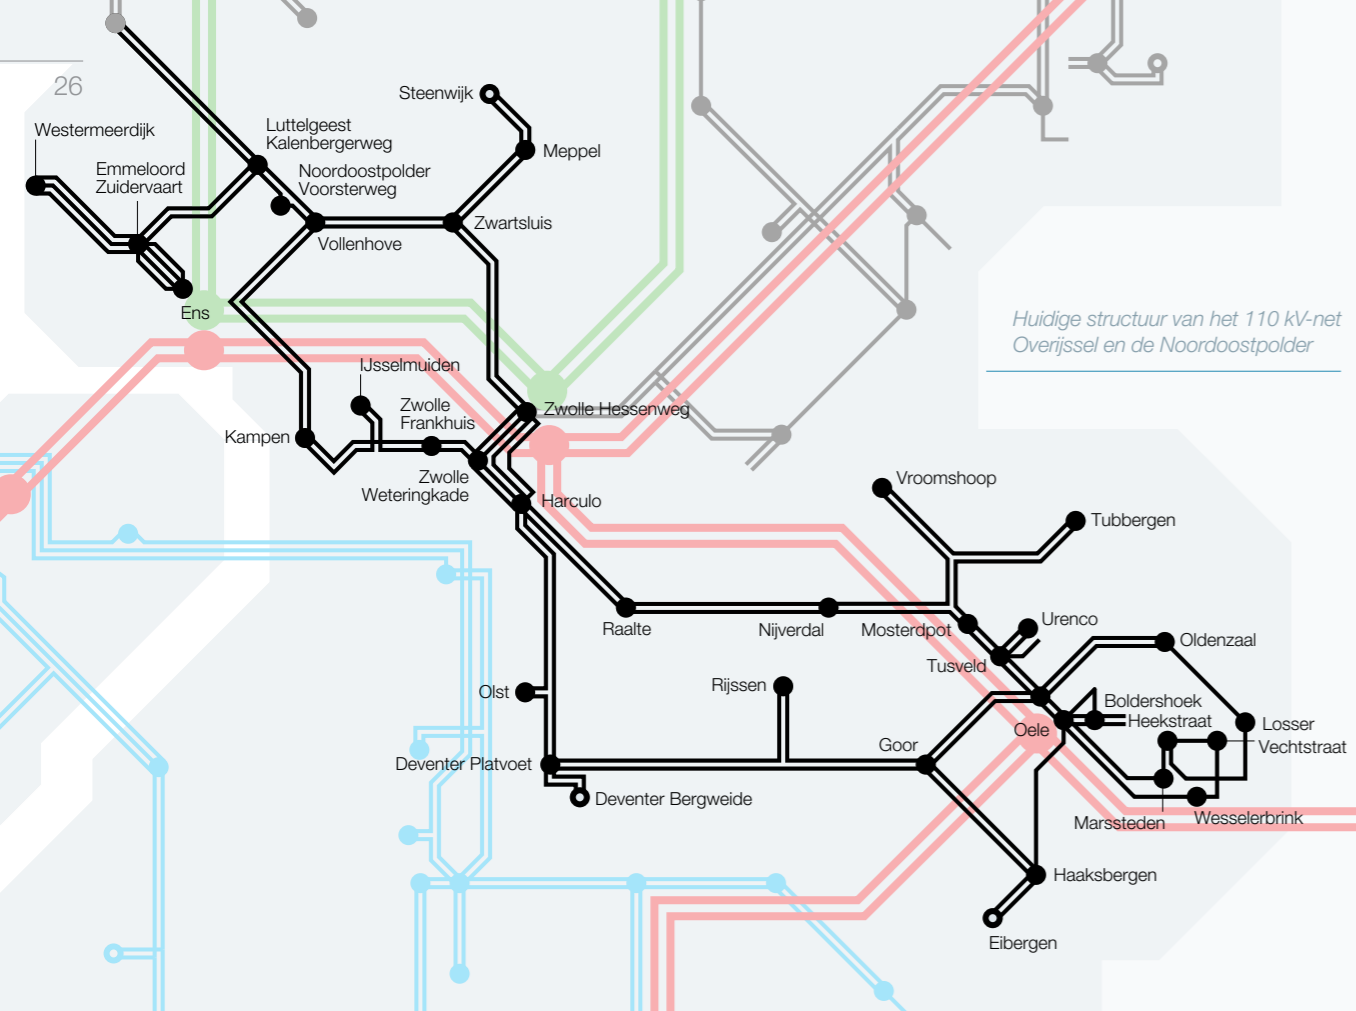 26
Steenwijk
Westermeerdijk
Luttelgeest
Kalenbergerweg
Meppel
Emmeloord
Zuidervaart
Noordoostpolder
Voorsterweg
Zwartsluis
Vollenhove
Ens
Huidige structuur van het 110 kV-net
Overijssel en de Noordoostpolder
IJsselmuiden
Zwolle
Frankhuis
Zwolle Hessenweg
Kampen
Zwolle
Weteringkade
Harculo
Vroomshoop
Tubbergen
Raalte
Nijverdal
Mosterdpot
Urenco
Oldenzaal
Tusveld
Rijssen
Olst
Boldershoek
Heekstraat
Losser
Oele
Goor
Vechtstraat
Deventer Platvoet
Deventer Bergweide
Marssteden
Wesselerbrink
Haaksbergen
Eibergen